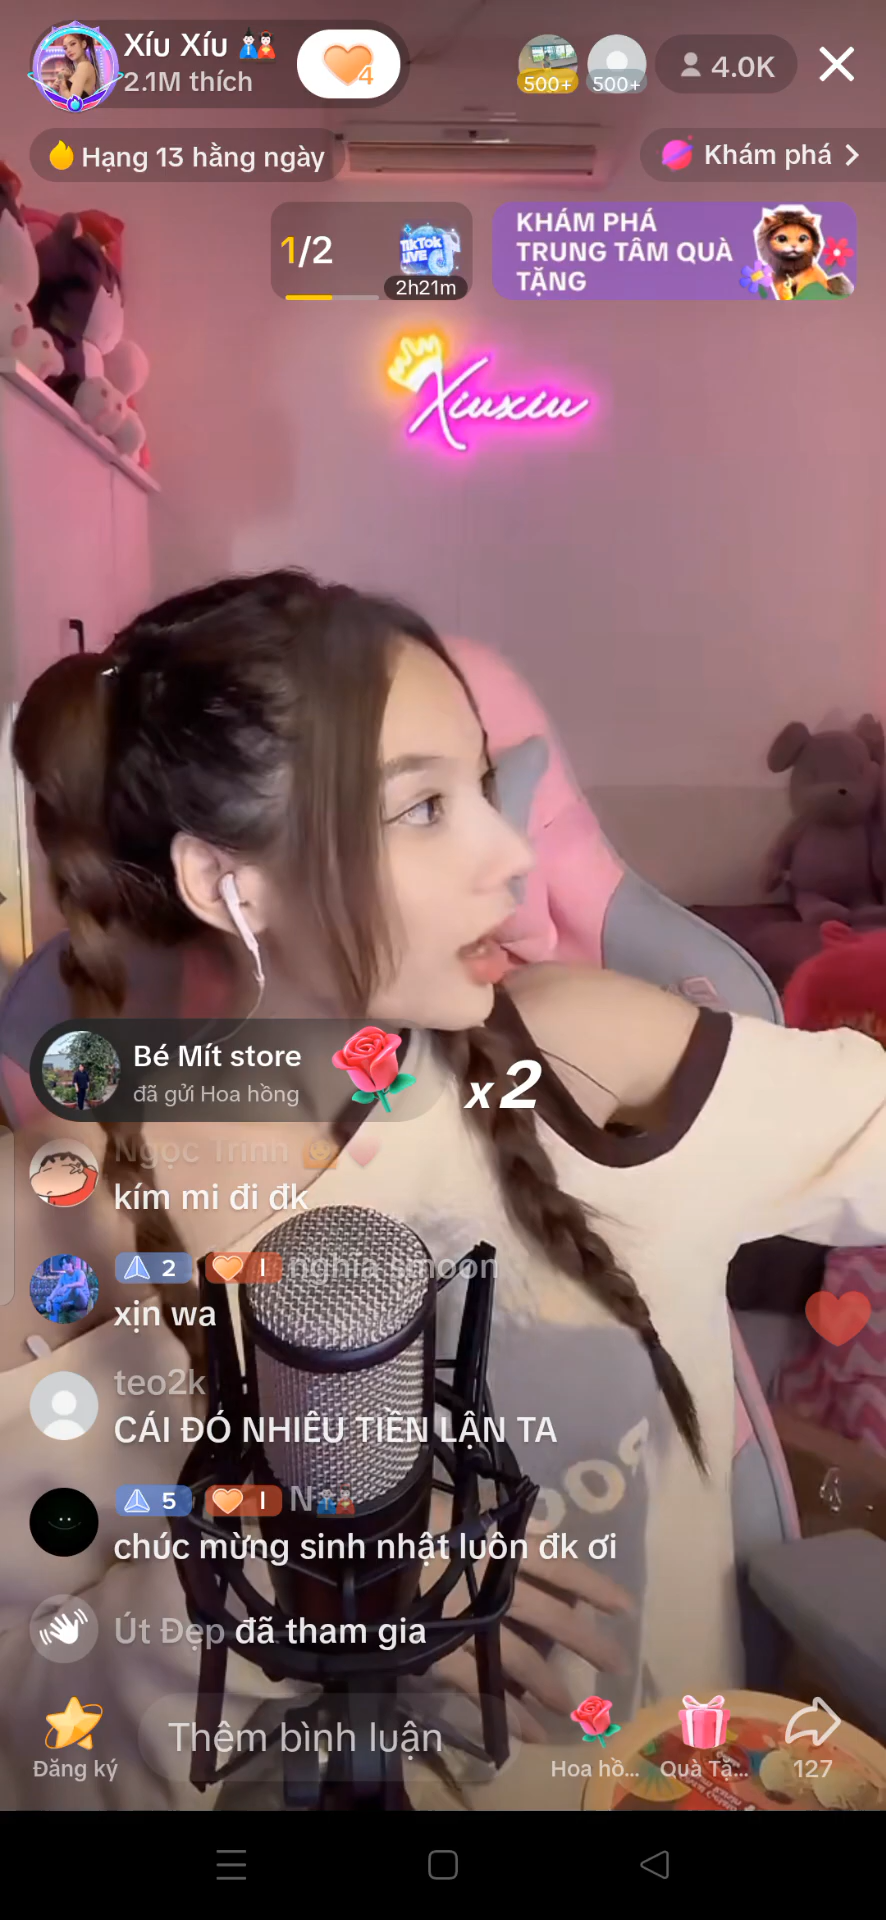 Xíu Xíu
2.1M thích
4
500+
500+
4.0K
Hạng 13 hằng ngày
Khám phá
1/2
TikTok
LIVE
2h21m
KHÁM PHÁ
TRUNG TÂM QUÀ
TẶNG
Xiuxiu
Bé Mít store
đã gửi Hoa hồng
x2
Ngọc Trinh
kím mi đi đk
2 I nghĩa smoon
xịn wa
teo2k
CÁI ĐÓ NHIÊU TIỀN LẬN TA
5 I N
chúc mừng sinh nhật luôn đk ơi
Út Đẹp đã tham gia
Đăng ký
Thêm bình luận
Hoa hồ...
Quà Tặ...
127